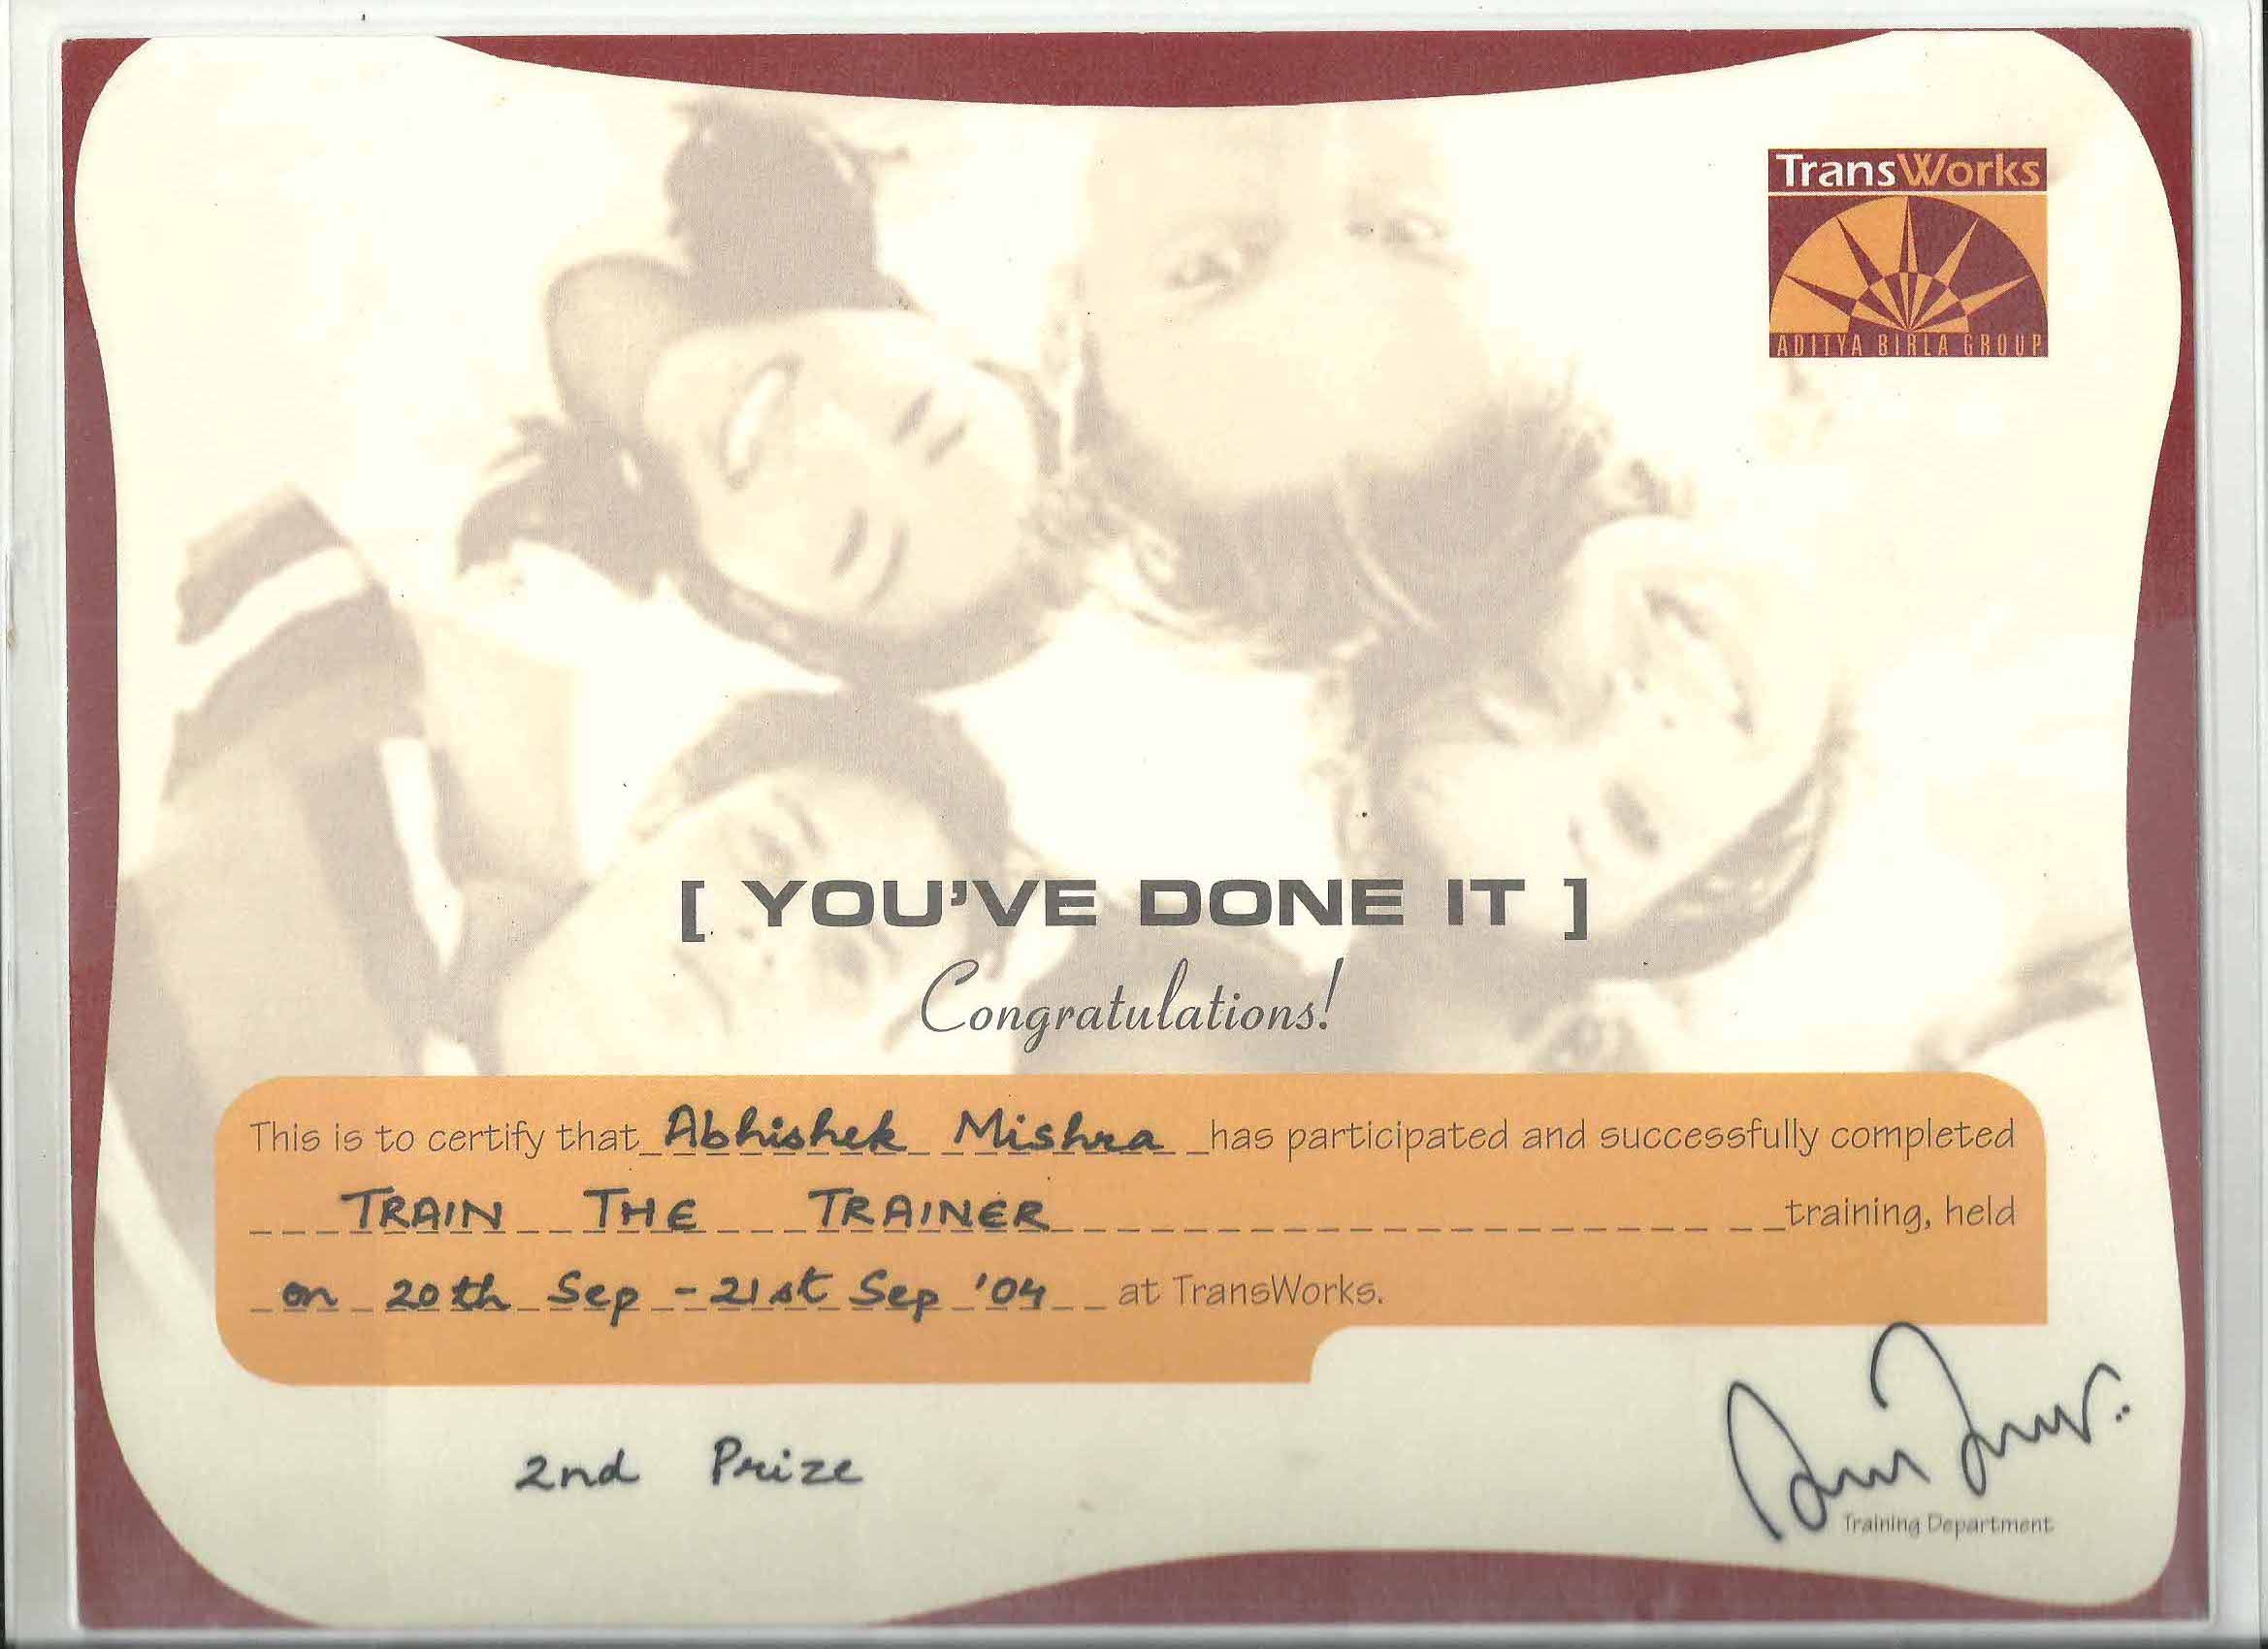 TransWorks
ADITYA BIRLA GROUP
[ YOU'VE DONE IT ]
Congratulations!
This is to certify that Abhishek Mishra has participated and successfully completed
TRAIN THE TRAINER training, held
on 20th Sep - 21st Sep '04 at TransWorks.
2nd Prize
Training Department